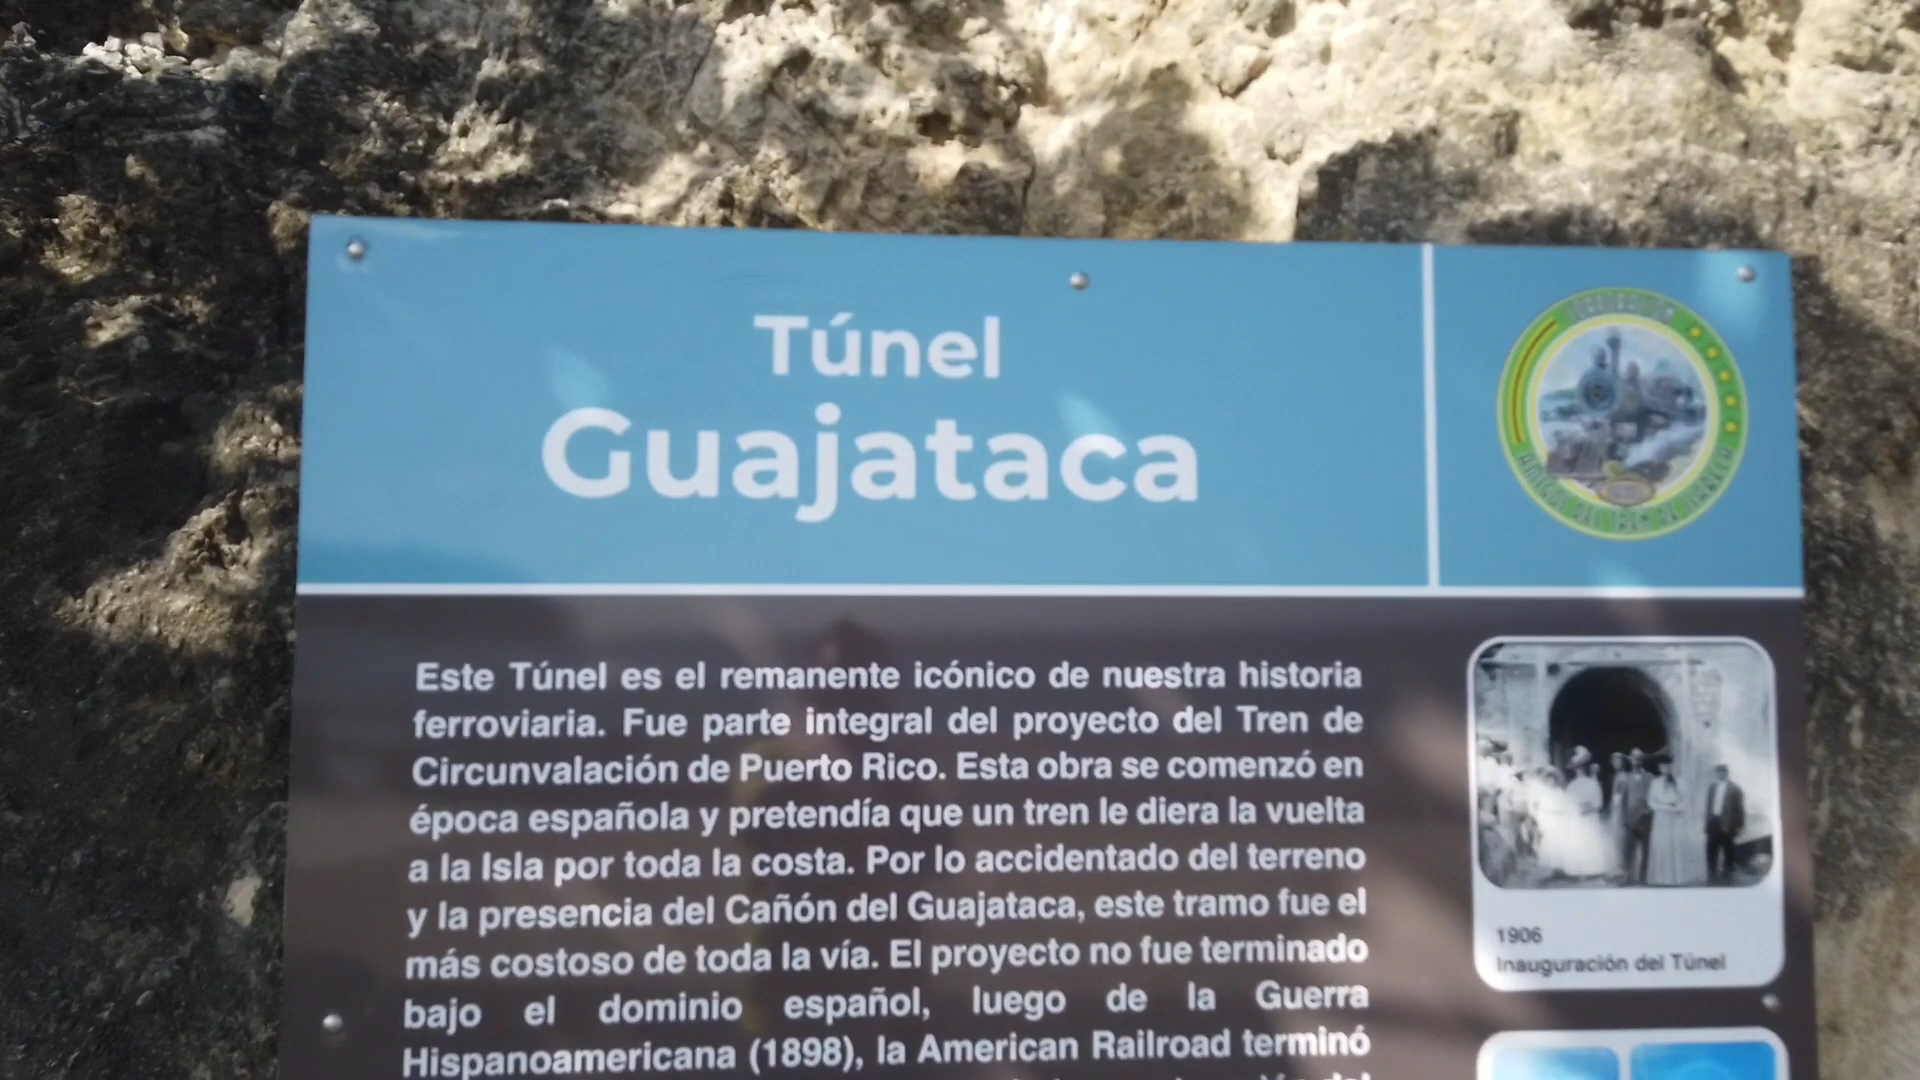 Túnel
Guajataca
Este Túnel es el remanente icónico de nuestra historia
ferroviaria. Fue parte integral del proyecto del Tren de
Circunvalación de Puerto Rico. Esta obra se comenzó en
época española y pretendía que un tren le diera la vuelta
a la Isla por toda la costa. Por lo accidentado del terreno
y la presencia del Cañón del Guajataca, este tramo fue el
más costoso de toda la vía. El proyecto no fue terminado
bajo el dominio español, luego de la Guerra
Hispanoamericana (1898), la American Railroad terminó
1906
Inauguración del Túnel